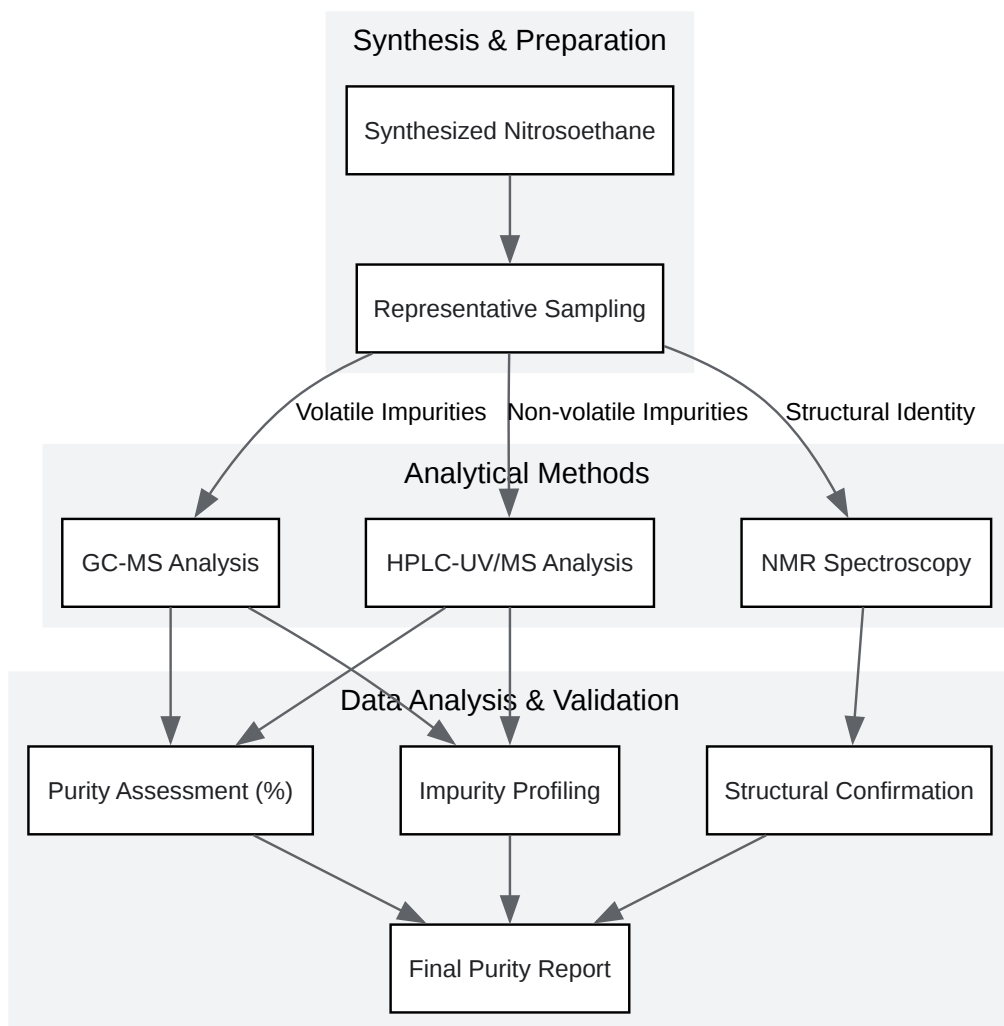 Synthesis & Preparation
Synthesized Nitrosoethane
Representative Sampling
Volatile Impurities
Non-volatile Impurities
Structural Identity
Analytical Methods
GC-MS Analysis
HPLC-UV/MS Analysis
NMR Spectroscopy
Data Analysis & Validation
Purity Assessment (%)
Impurity Profiling
Structural Confirmation
Final Purity Report